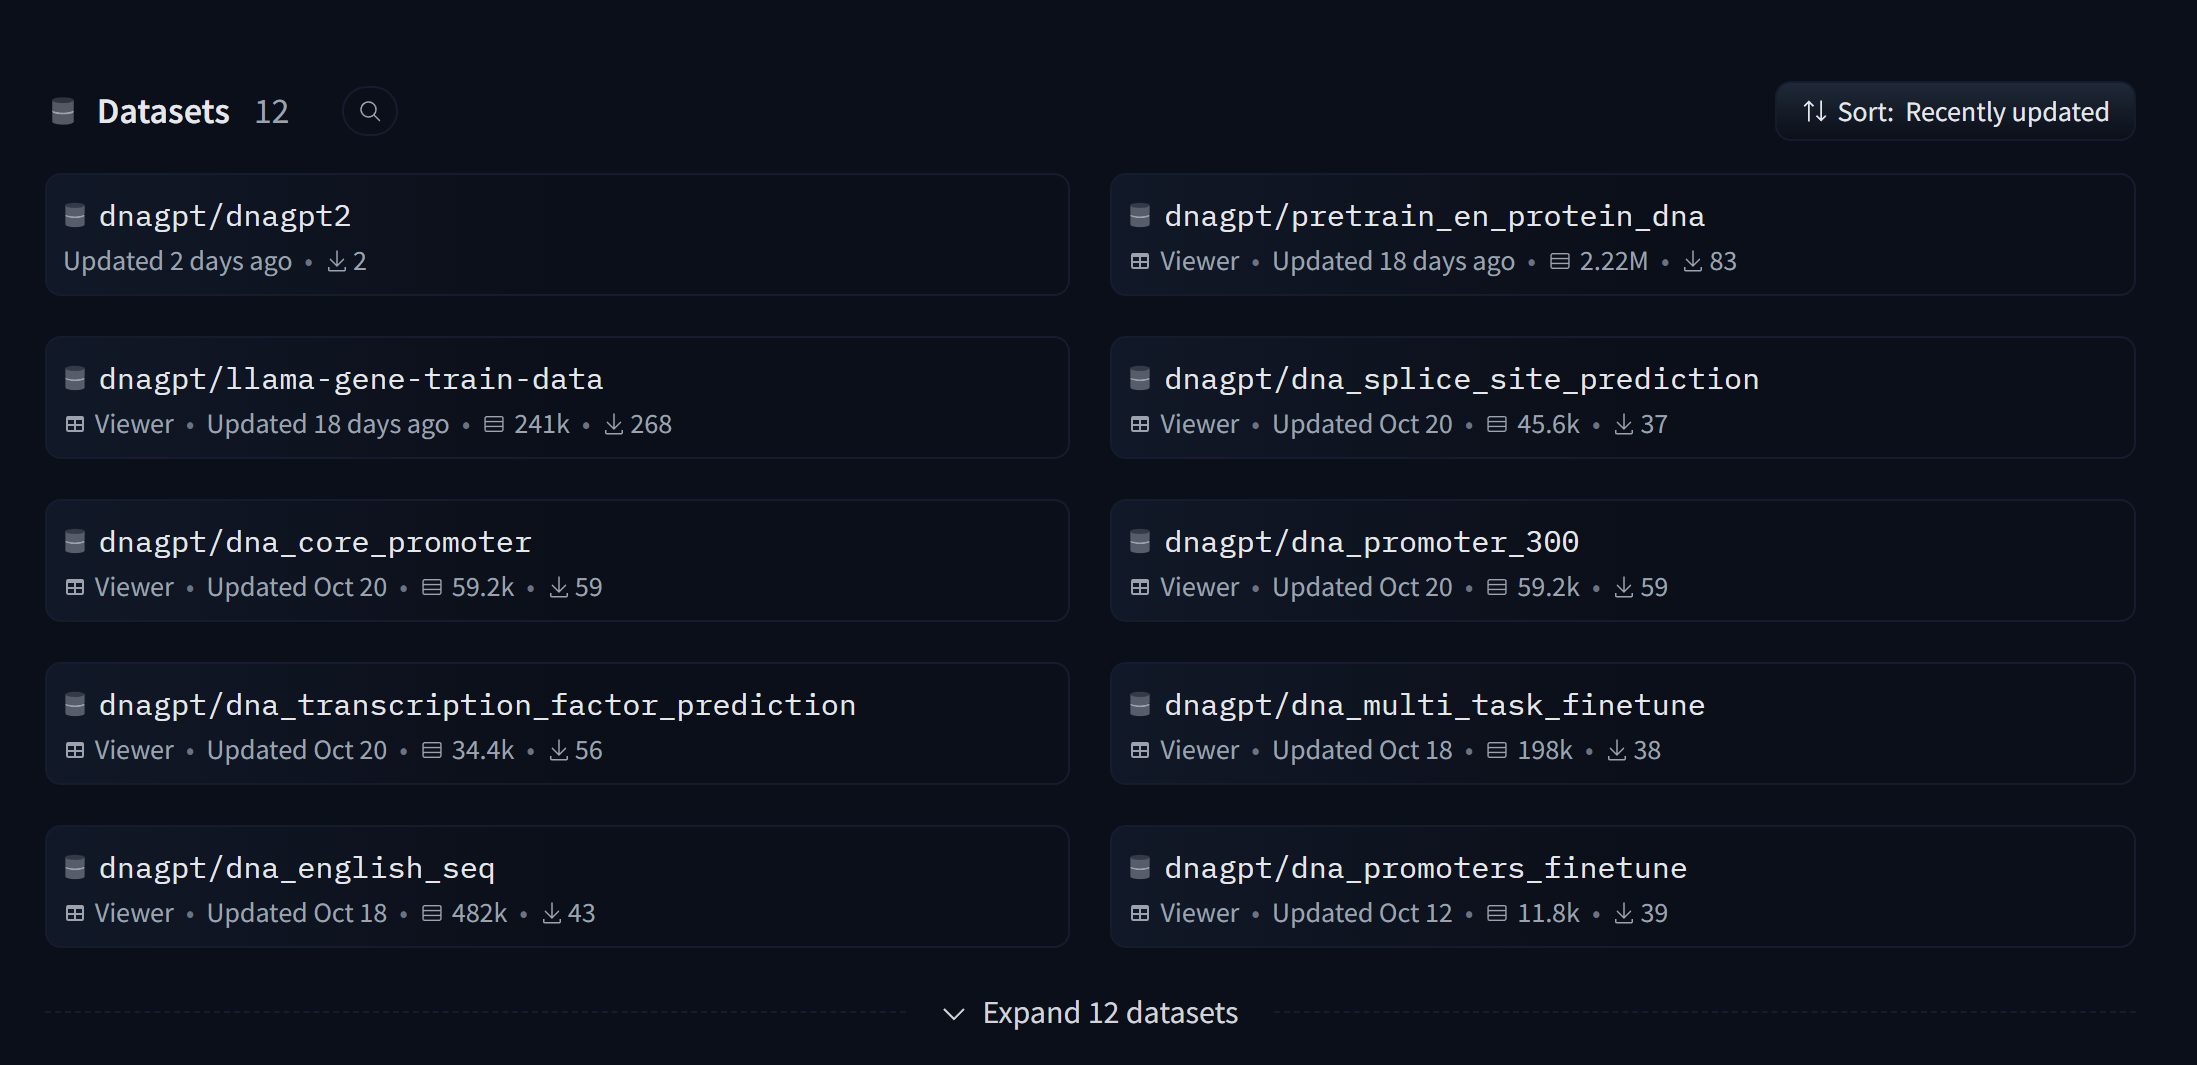 Datasets 12
Sort: Recently updated
dnagpt/dnagpt2
Updated 2 days ago • 2
dnagpt/pretrain_en_protein_dna
Viewer • Updated 18 days ago • 2.22M • 83
dnagpt/llama-gene-train-data
Viewer • Updated 18 days ago • 241k • 268
dnagpt/dna_splice_site_prediction
Viewer • Updated Oct 20 • 45.6k • 37
dnagpt/dna_core_promoter
Viewer • Updated Oct 20 • 59.2k • 59
dnagpt/dna_promoter_300
Viewer • Updated Oct 20 • 59.2k • 59
dnagpt/dna_transcription_factor_prediction
Viewer • Updated Oct 20 • 34.4k • 56
dnagpt/dna_multi_task_finetune
Viewer • Updated Oct 18 • 198k • 38
dnagpt/dna_english_seq
Viewer • Updated Oct 18 • 482k • 43
dnagpt/dna_promoters_finetune
Viewer • Updated Oct 12 • 11.8k • 39
Expand 12 datasets